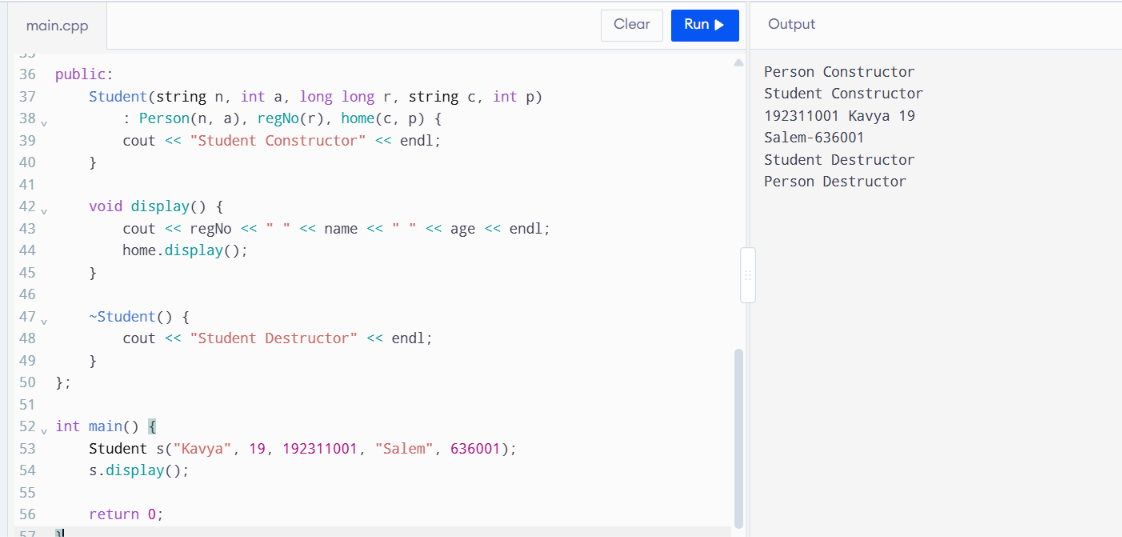 main.cpp
Clear
Run
Output
36 public:
37     Student(string n, int a, long long r, string c, int p)
38         : Person(n, a), regNo(r), home(c, p) {
39         cout << "Student Constructor" << endl;
40     }
41
42     void display() {
43         cout << regNo << " " << name << " " << age << endl;
44         home.display();
45     }
46
47     ~Student() {
48         cout << "Student Destructor" << endl;
49     }
50 };
51
52 int main() {
53     Student s("Kavya", 19, 192311001, "Salem", 636001);
54     s.display();
55
56     return 0;
57 }
Person Constructor
Student Constructor
192311001 Kavya 19
Salem-636001
Student Destructor
Person Destructor